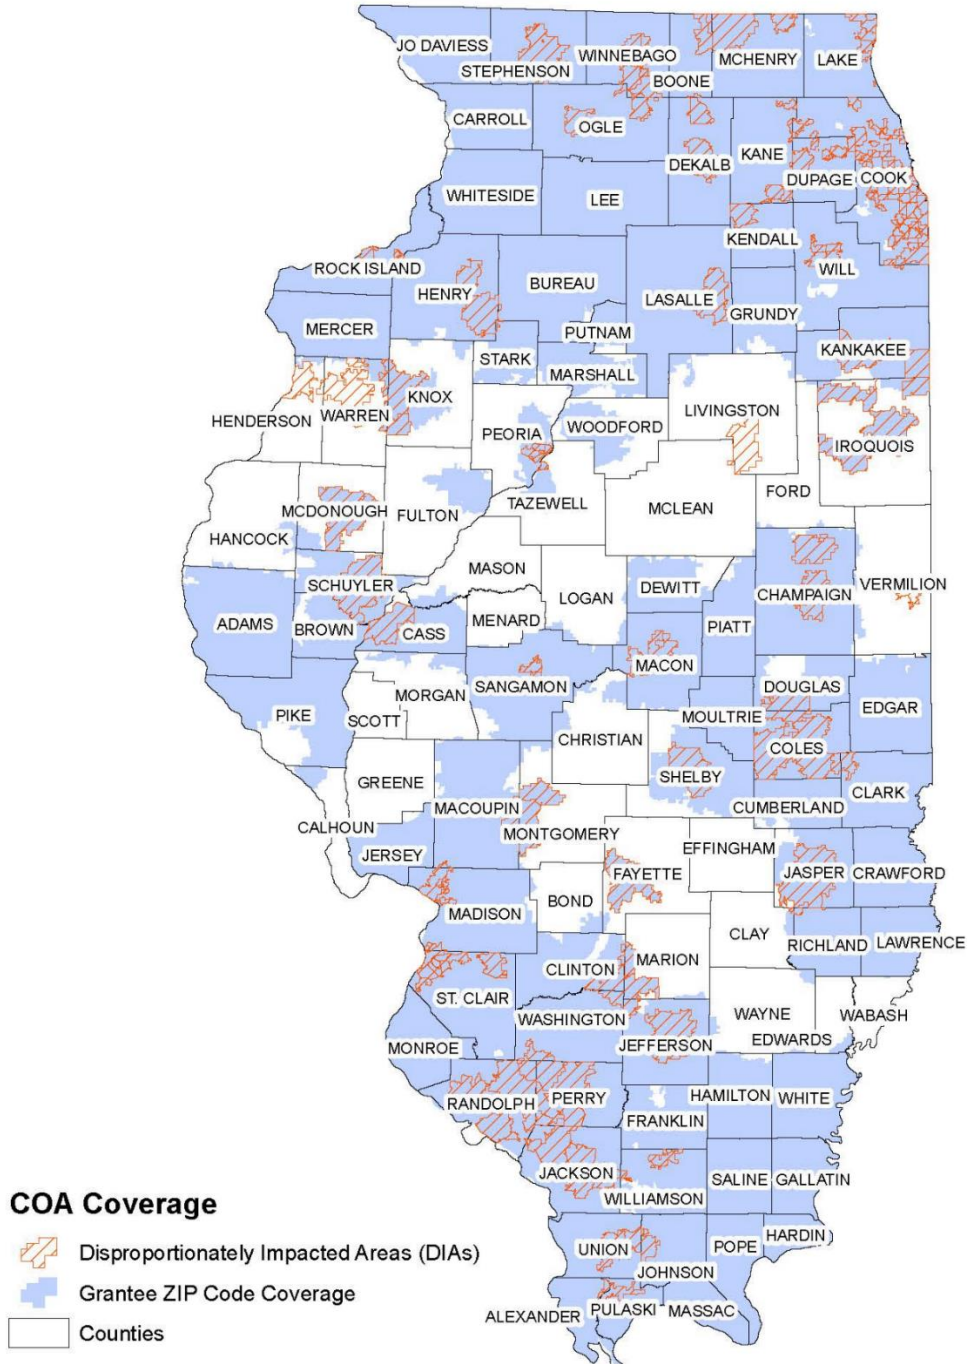 JO DAVIESS
STEPHENSON
WINNEBAGO
BOONE
MCHENRY
LAKE
CARROLL
OGLE
DEKALB
KANE
DUPAGE
COOK
WHITESIDE
LEE
KENDALL
WILL
ROCK ISLAND
HENRY
BUREAU
LASALLE
GRUNDY
MERCER
PUTNAM
KANKAKEE
STARK
MARSHALL
HENDERSON
WARREN
KNOX
PEORIA
WOODFORD
LIVINGSTON
IROQUOIS
FORD
MCDONOUGH
FULTON
TAZEWELL
MCLEAN
HANCOCK
MASON
SCHUYLER
LOGAN
DEWITT
CHAMPAIGN
VERMILION
ADAMS
BROWN
CASS
MENARD
PIATT
MACON
SANGAMON
DOUGLAS
MORGAN
PIKE
SCOTT
MOULTRIE
EDGAR
CHRISTIAN
COLES
SHELBY
GREENE
CLARK
CUMBERLAND
MACOUPIN
CALHOUN
MONTGOMERY
JERSEY
EFFINGHAM
FAYETTE
JASPER
CRAWFORD
MADISON
BOND
CLAY
RICHLAND
LAWRENCE
MARION
CLINTON
ST. CLAIR
WASHINGTON
WAYNE
WABASH
EDWARDS
JEFFERSON
MONROE
RANDOLPH
PERRY
HAMILTON
WHITE
FRANKLIN
JACKSON
WILLIAMSON
SALINE
GALLATIN
UNION
POPE
HARDIN
JOHNSON
ALEXANDER
PULASKI
MASSAC
COA Coverage
Disproportionately Impacted Areas (DIAs)
Grantee ZIP Code Coverage
Counties